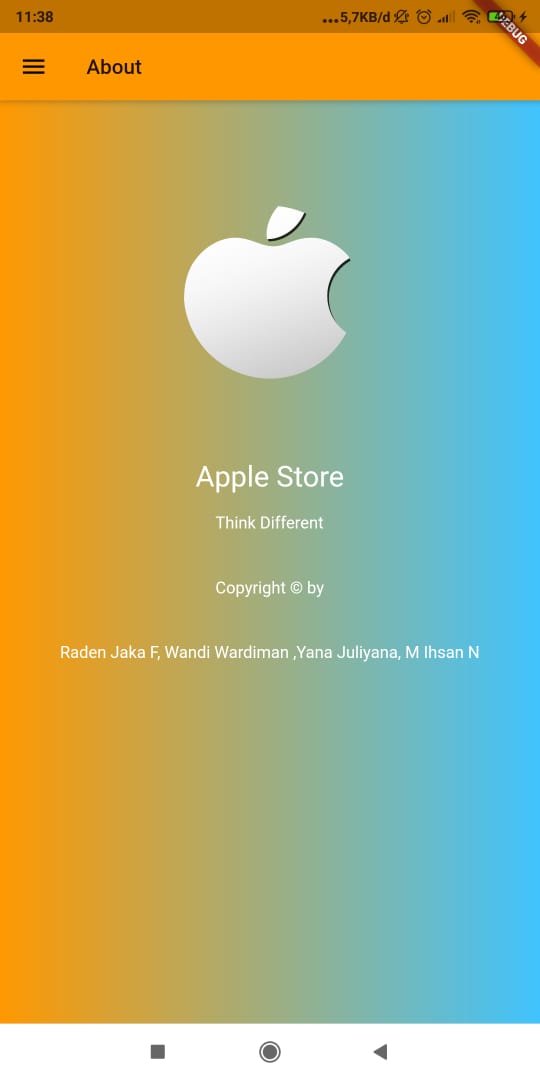 11:38 ...5,7KB/d
DEBUG
About
Apple Store
Think Different
Copyright © by
Raden Jaka F, Wandi Wardiman ,Yana Juliyana, M Ihsan N